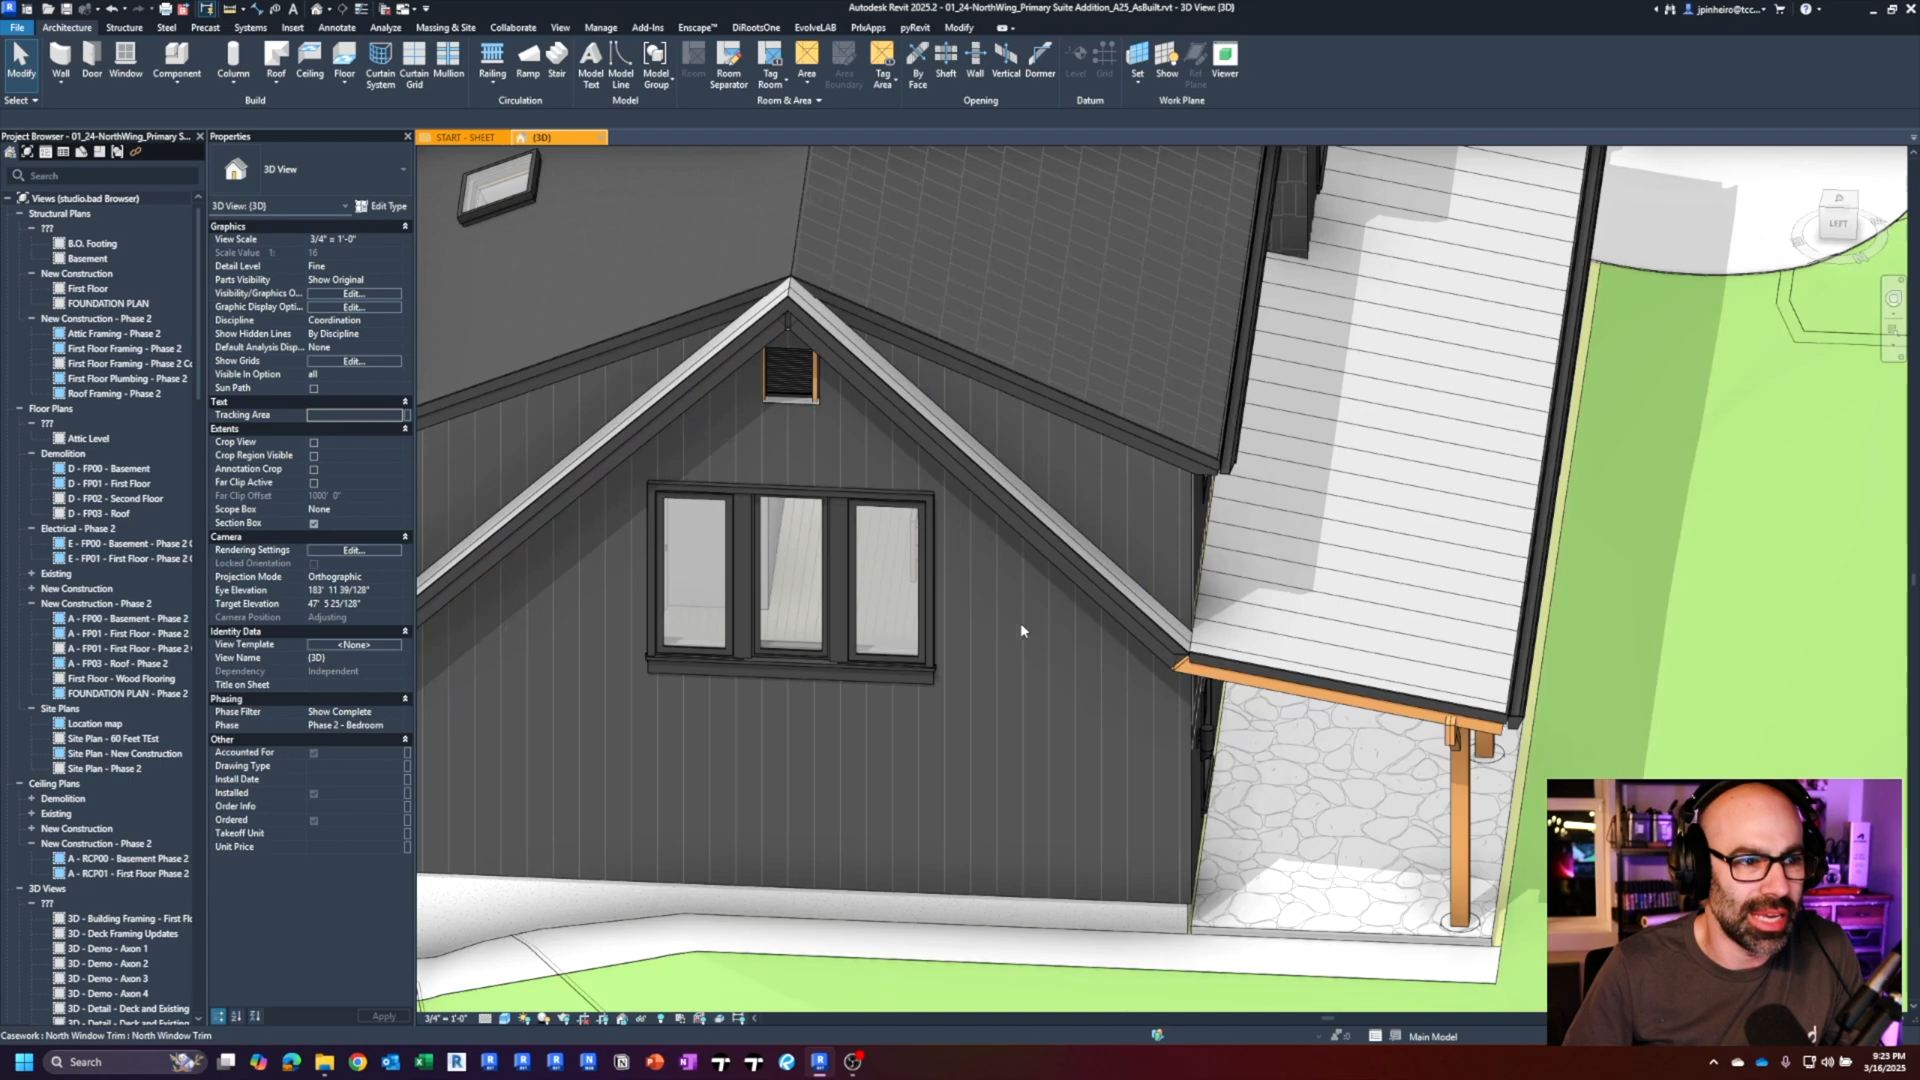 Autodesk Revit 2025.2 - 01_24-NorthWing_Primary Suite Addition_A25_AsBuilt.rvt - 3D View: {3D}
jpinheiro@tcc...
File Architecture Structure Steel Precast Systems Insert Annotate Analyze Massing & Site Collaborate View Manage Add-Ins Enscape™ DiRootsOne EvolveLAB PrlxApps pyRevit Modify
Modify Wall Door Window Component Column Roof Ceiling Floor Curtain System Curtain Grid Mullion Railing Ramp Stair Model Text Model Line Model Group Room Room Separator Tag Room Area Area Boundary Tag Area By Face Shaft Wall Vertical Dormer Level Grid Set Show Ref Plane Viewer
Select Build Circulation Model Room & Area Opening Datum Work Plane
Project Browser - 01_24-NorthWing_Primary S...
Search
Views (studio.bad Browser)
Structural Plans
???
B.O. Footing
Basement
New Construction
First Floor
FOUNDATION PLAN
New Construction - Phase 2
Attic Framing - Phase 2
First Floor Framing - Phase 2
First Floor Framing - Phase 2 Co
First Floor Plumbing - Phase 2
Roof Framing - Phase 2
Floor Plans
???
Attic Level
Demolition
D - FP00 - Basement
D - FP01 - First Floor
D - FP02 - Second Floor
D - FP03 - Roof
Electrical - Phase 2
E - FP00 - Basement - Phase 2 C
E - FP01 - First Floor - Phase 2
Existing
New Construction
New Construction - Phase 2
A - FP00 - Basement - Phase 2
A - FP01 - First Floor - Phase 2
A - FP01 - First Floor - Phase 2
A - FP03 - Roof - Phase 2
First Floor - Wood Flooring
FOUNDATION PLAN - Phase 2
Site Plans
Location map
Site Plan - 60 Feet TEst
Site Plan - New Construction
Site Plan - Phase 2
Ceiling Plans
Demolition
Existing
New Construction
New Construction - Phase 2
A - RCP00 - Basement Phase 2
A - RCP01 - First Floor Phase 2
3D Views
???
3D - Building Framing - First Flo
3D - Deck Framing Updates
3D - Demo - Axon 1
3D - Demo - Axon 2
3D - Demo - Axon 3
3D - Demo - Axon 4
3D - Detail - Deck and Existing
3D - Detail - Deck and Existing
Properties
3D View
3D View: {3D} Edit Type
Graphics
View Scale 3/4" = 1'-0"
Scale Value 1: 16
Detail Level Fine
Parts Visibility Show Original
Visibility/Graphics O... Edit...
Graphic Display Opti... Edit...
Discipline Coordination
Show Hidden Lines By Discipline
Default Analysis Disp... None
Show Grids Edit...
Visible In Option all
Sun Path
Text
Tracking Area
Extents
Crop View
Crop Region Visible
Annotation Crop
Far Clip Active
Far Clip Offset 1000' 0"
Scope Box None
Section Box
Camera
Rendering Settings Edit...
Locked Orientation
Projection Mode Orthographic
Eye Elevation 183' 11 39/128"
Target Elevation 47' 5 25/128"
Camera Position Adjusting
Identity Data
View Template <None>
View Name {3D}
Dependency Independent
Title on Sheet
Phasing
Phase Filter Show Complete
Phase Phase 2 - Bedroom
Other
Accounted For
Drawing Type
Install Date
Installed
Order Info
Ordered
Takeoff Unit
Unit Price
Apply
START - SHEET {3D}
LEFT
3/4" = 1'-0"
Casework : North Window Trim : North Window Trim
:0
Main Model
Search
9:23 PM
3/16/2025